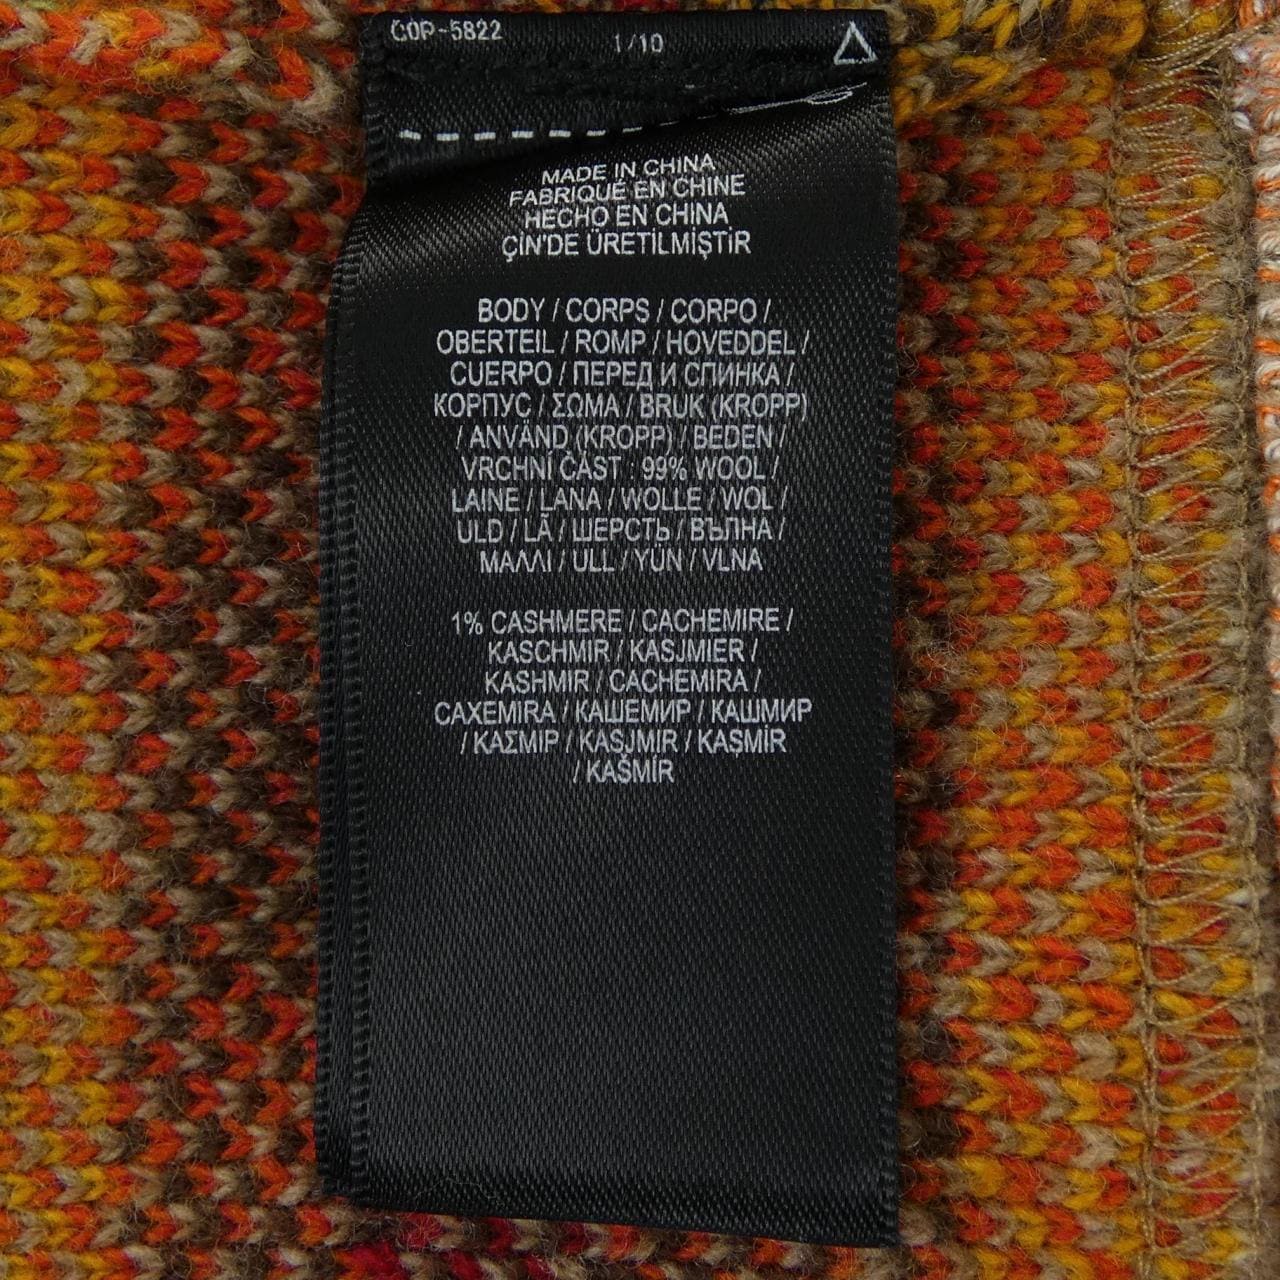 COP-5822
1/10
MADE IN CHINA
FABRIQUÉ EN CHINE
HECHO EN CHINA
ÇİN'DE ÜRETİLMİŞTİR
BODY / CORPS / CORPO /
OBERTEIL / ROMP / HOVEDDEL /
CUERPO / ПЕРЕД И СПИНКА /
КОРПУС / ΣΩΜΑ / BRUK (KROPP)
/ ANVÄND (KROPP) / BEDEN /
VRCHNÍ ČÁST : 99% WOOL /
LAINE / LANA / WOLLE / WOL /
ULD / LÃ / ШЕРСТЬ / ВЪЛНА /
ΜΑΛΛΙ / ULL / YÜN / VLNA
1% CASHMERE / CACHEMIRE /
KASCHMIR / KASJMIER /
KASHMIR / CACHEMIRA /
CAXEMIRA / КАШЕМИР / КАШМИР
/ ΚΑΣΜΙΡ / KASJMIR / KAŞMİR
/ KAŠMÍR